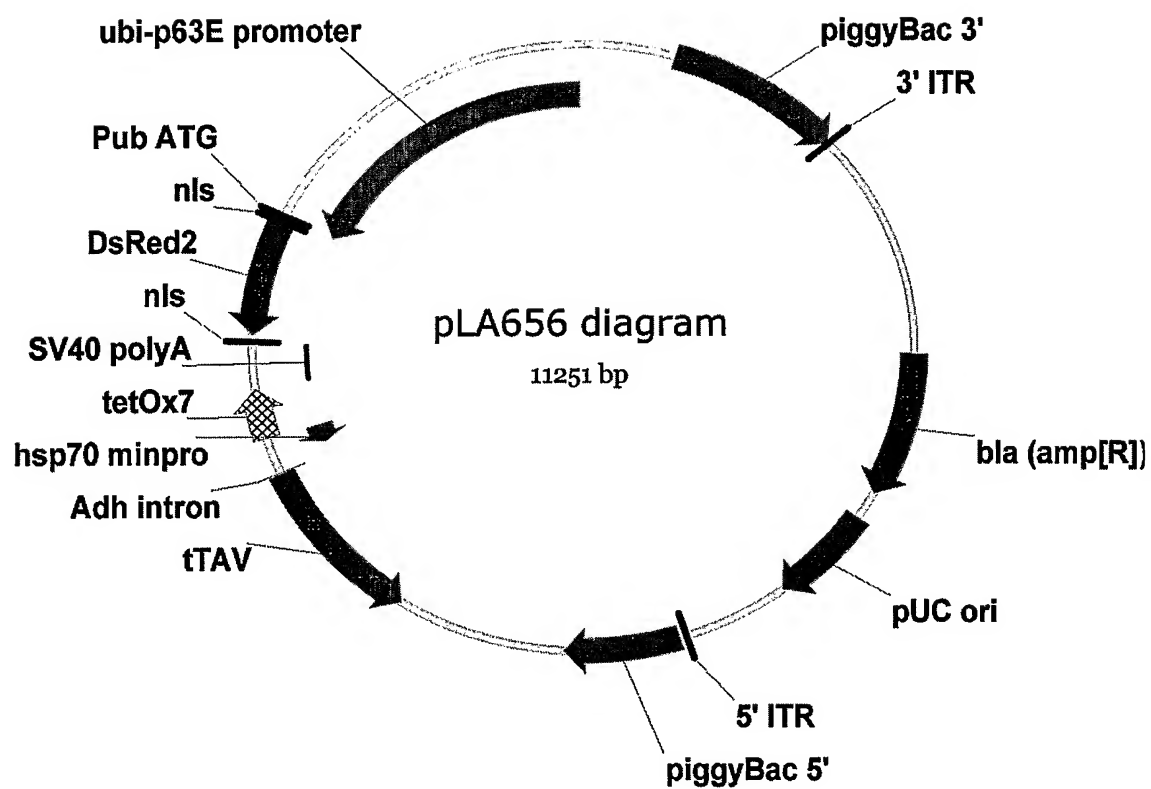 ubi-p63E promoter
piggyBac 3'
3' ITR
Pub ATG
nls
DsRed2
nls
SV40 polyA
tetOx7
hsp70 minpro
Adh intron
tTAV
pLA656 diagram
11251 bp
bla (amp[R])
pUC ori
5' ITR
piggyBac 5'